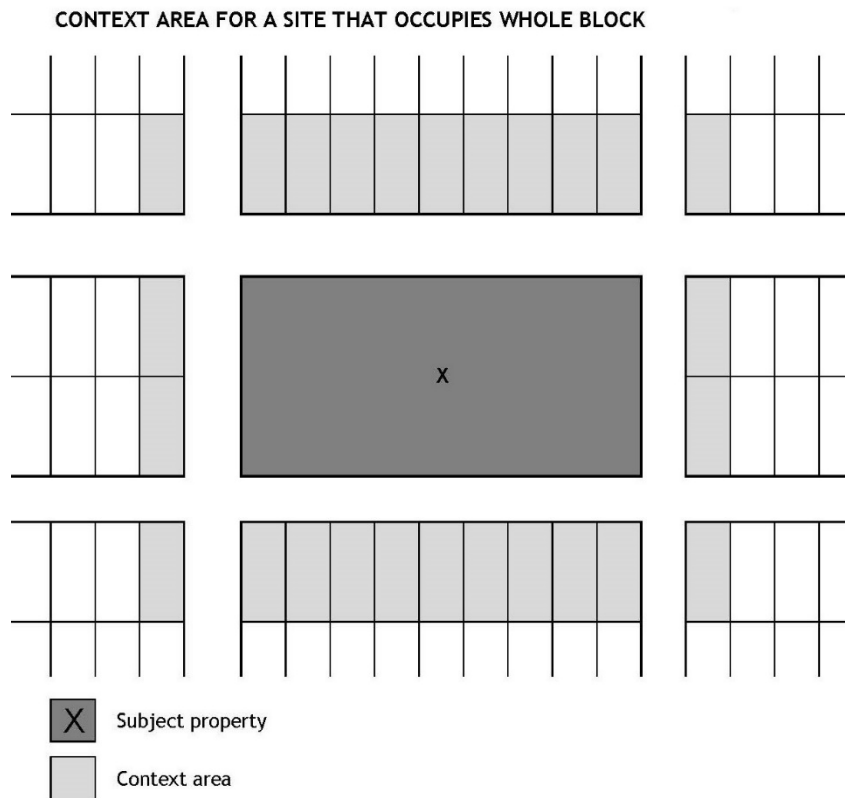 CONTEXT AREA FOR A SITE THAT OCCUPIES WHOLE BLOCK
X
X Subject property
Context area